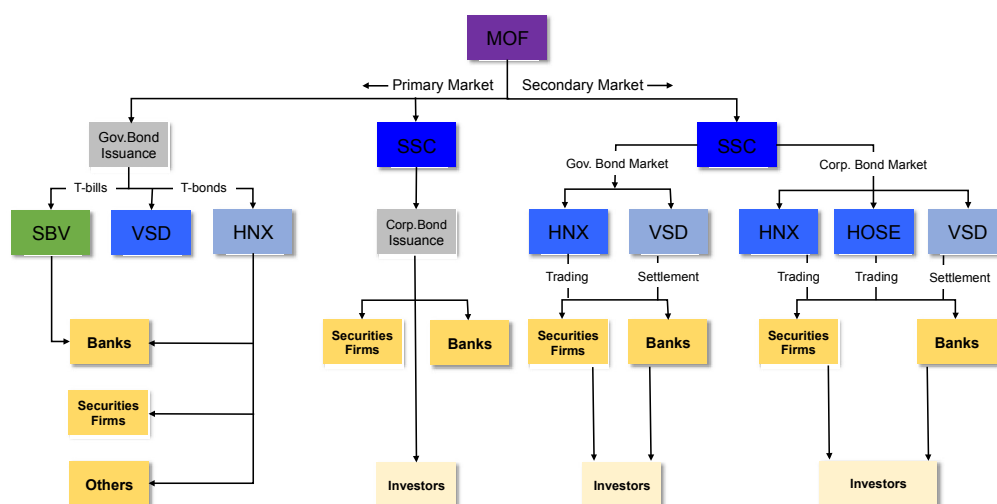 MOF
Primary Market
Secondary Market
Gov.Bond
Issuance
SSC
SSC
Gov. Bond Market
Corp. Bond Market
T-bills
T-bonds
SBV
VSD
HNX
Corp.Bond
Issuance
HNX
VSD
HNX
HOSE
VSD
Trading
Settlement
Trading
Trading
Settlement
Banks
Securities
Firms
Banks
Securities
Firms
Banks
Securities
Firms
Banks
Securities
Firms
Others
Investors
Investors
Investors